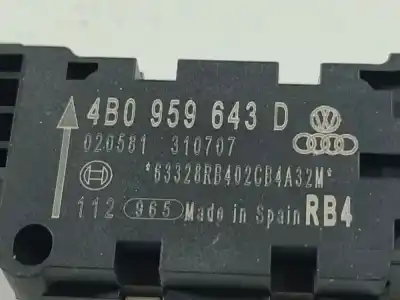 4B0 959 643 D
020581 310707
*63328RB402CB4A32M*
112 965 Made in Spain RB4